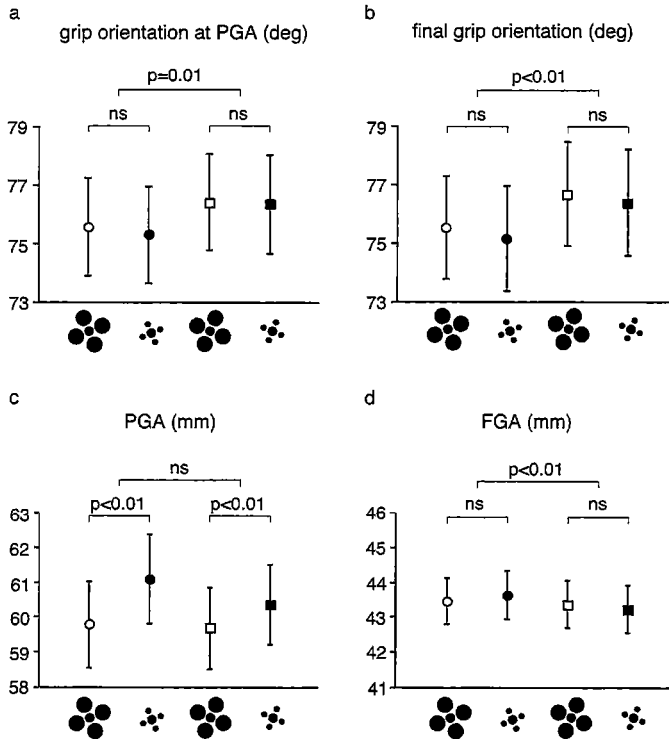 a
grip orientation at PGA (deg)
p=0.01
ns ns
79
77
75
73
b
final grip orientation (deg)
p<0.01
ns ns
79
77
75
73
c
PGA (mm)
ns
p<0.01 p<0.01
63
62
61
60
59
58
d
FGA (mm)
p<0.01
ns ns
46
45
44
43
42
41